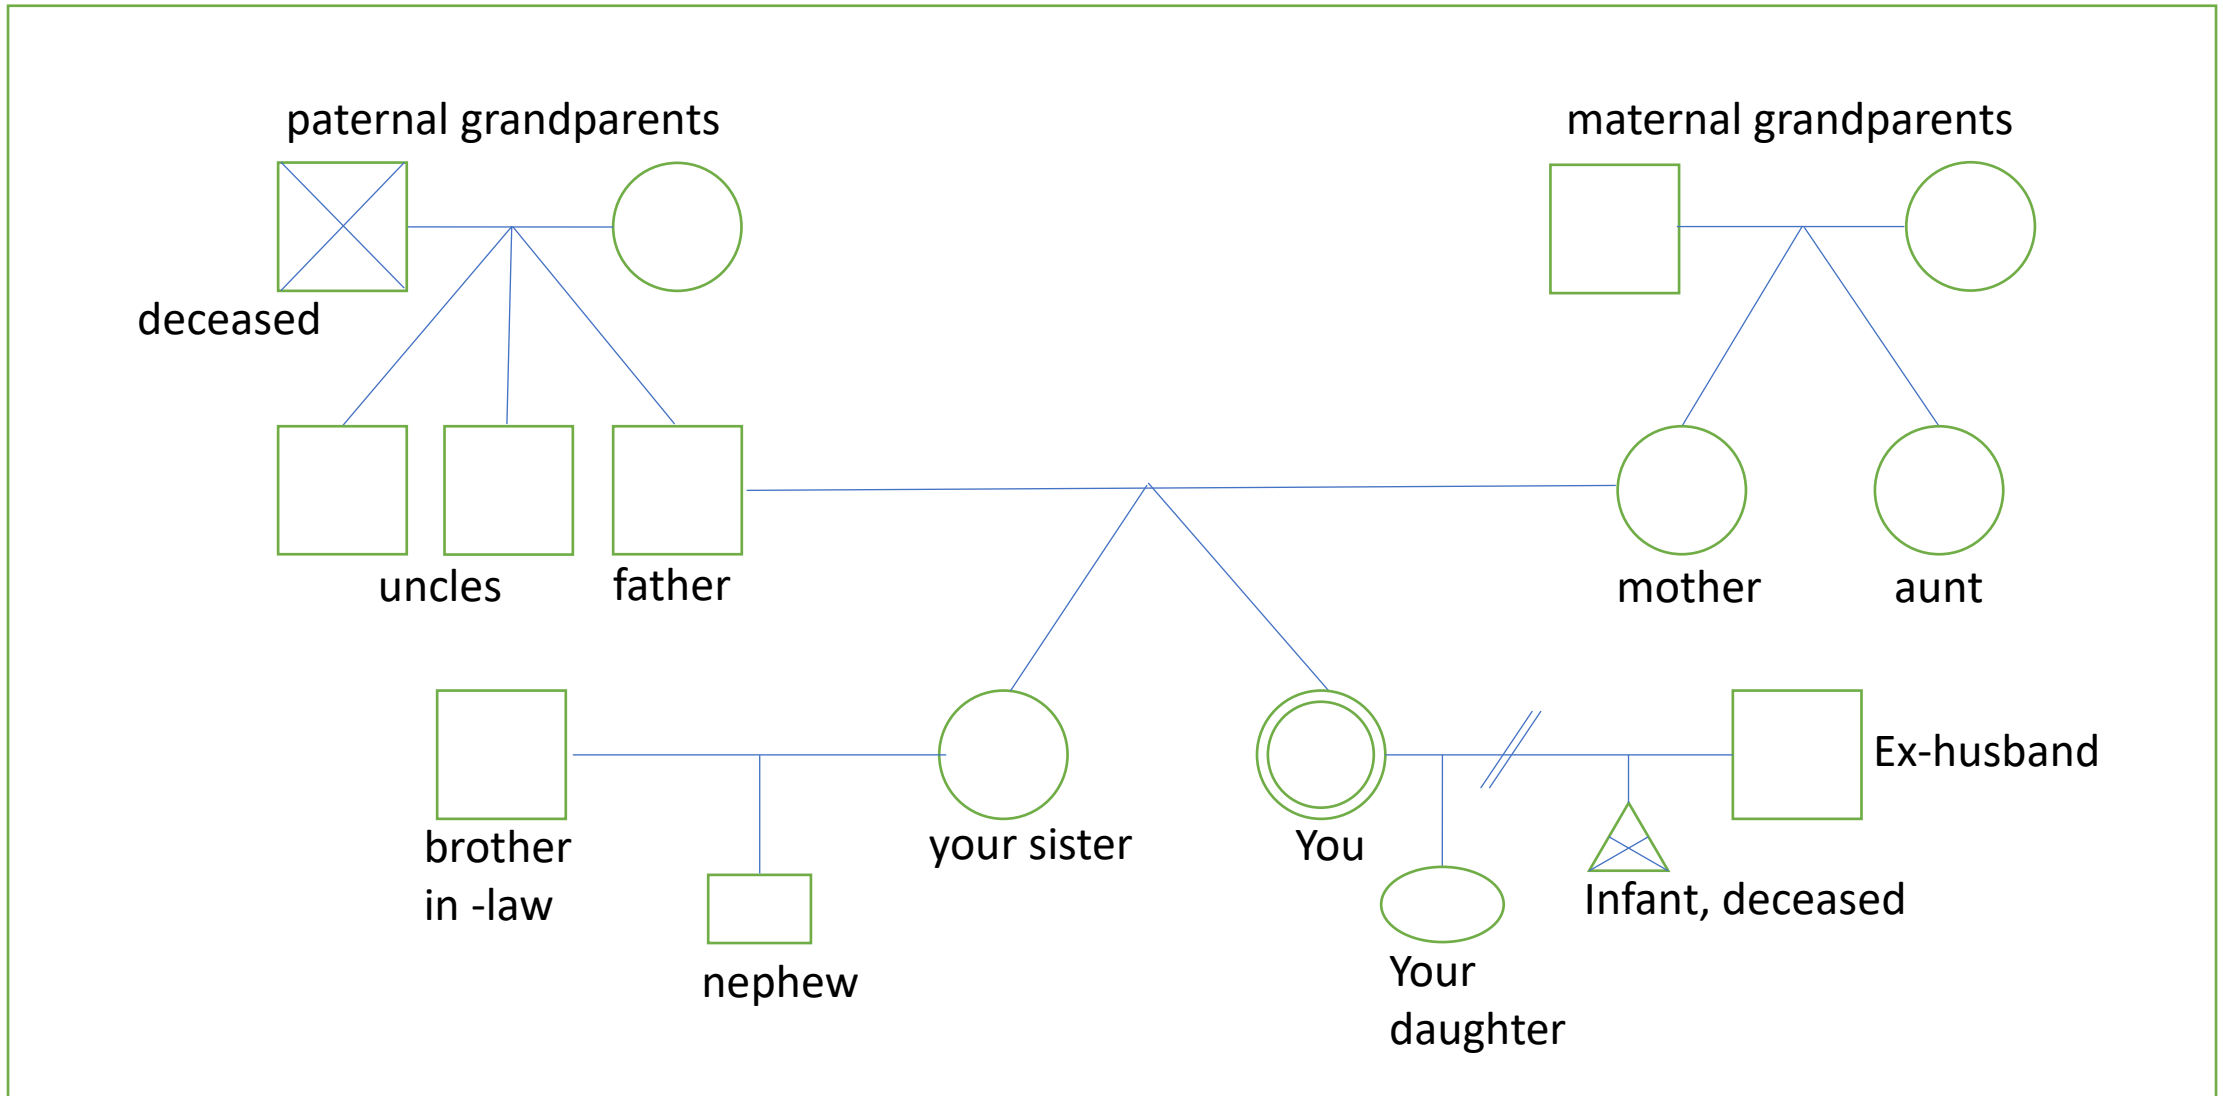 paternal grandparents
maternal grandparents
deceased
uncles
father
mother
aunt
brother
in -law
your sister
You
Ex-husband
nephew
Your
daughter
Infant, deceased